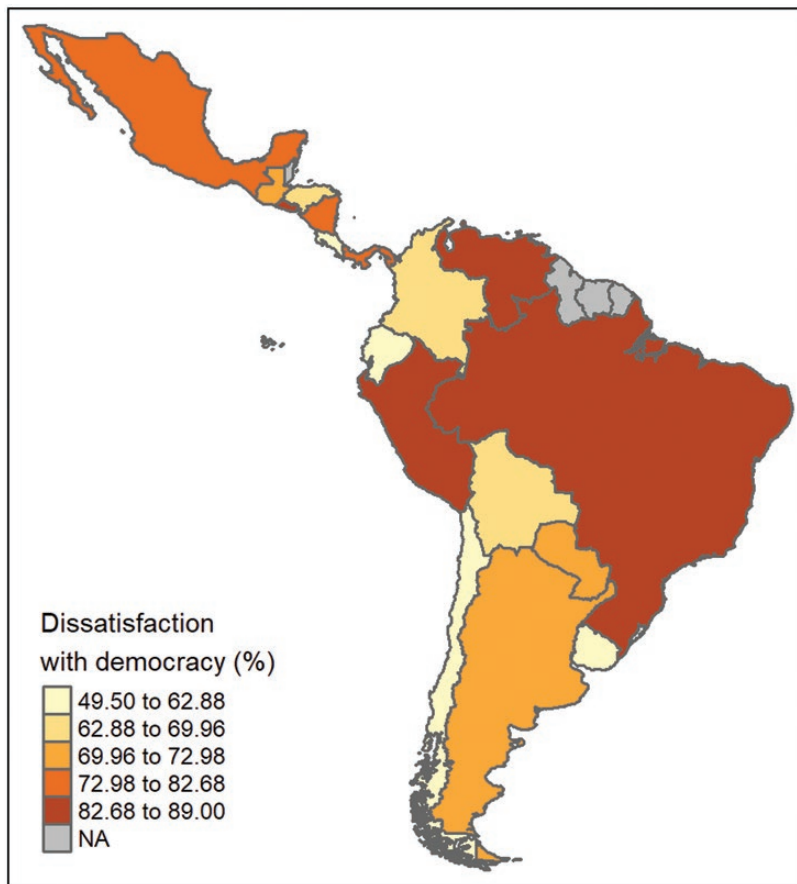 Dissatisfaction
with democracy (%)
49.50 to 62.88
62.88 to 69.96
69.96 to 72.98
72.98 to 82.68
82.68 to 89.00
NA